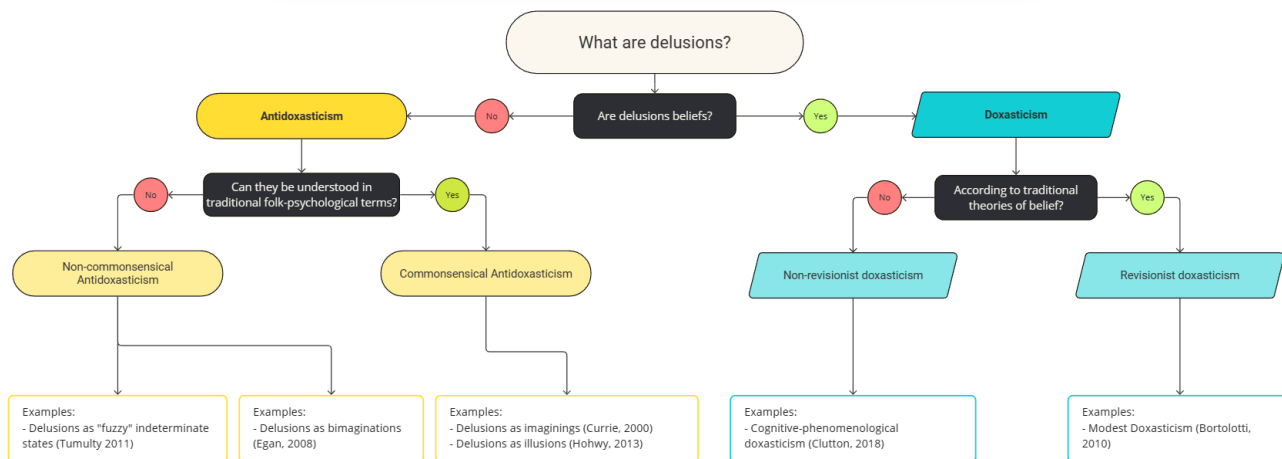 What are delusions?
Antidoxasticism
No
Are delusions beliefs?
Yes
Doxasticism
No
Can they be understood in
traditional folk-psychological terms?
Yes
No
According to traditional
theories of belief?
Yes
Non-commonsensical
Antidoxasticism
Commonsensical Antidoxasticism
Non-revisionist doxasticism
Revisionist doxasticism
Examples:
- Delusions as "fuzzy" indeterminate
states (Tumulty 2011)
Examples:
- Delusions as bimaginations
(Egan, 2008)
Examples:
- Delusions as imaginings (Currie, 2000)
- Delusions as illusions (Hohwy, 2013)
Examples:
- Cognitive-phenomenological
doxasticism (Clutton, 2018)
Examples:
- Modest Doxasticism (Bortolotti,
2010)